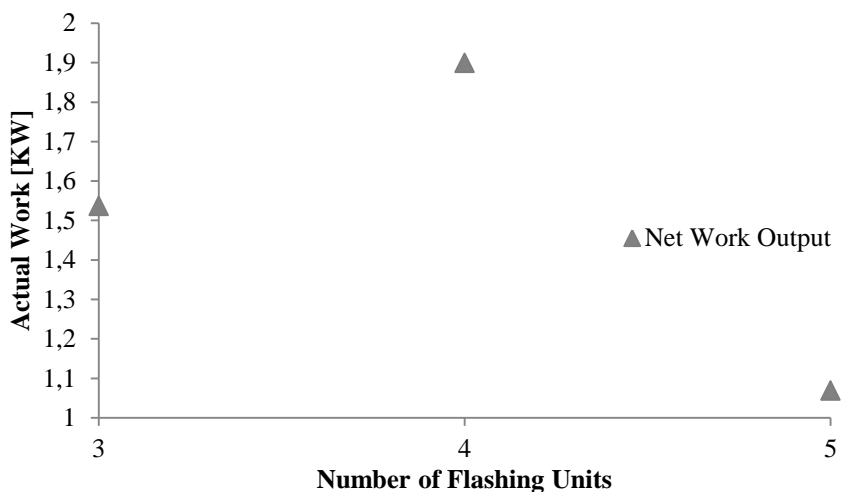 2
1,9
1,8
1,7
1,6
1,5
1,4
1,3
1,2
1,1
1
Actual Work [KW]
Net Work Output
3 4 5
Number of Flashing Units